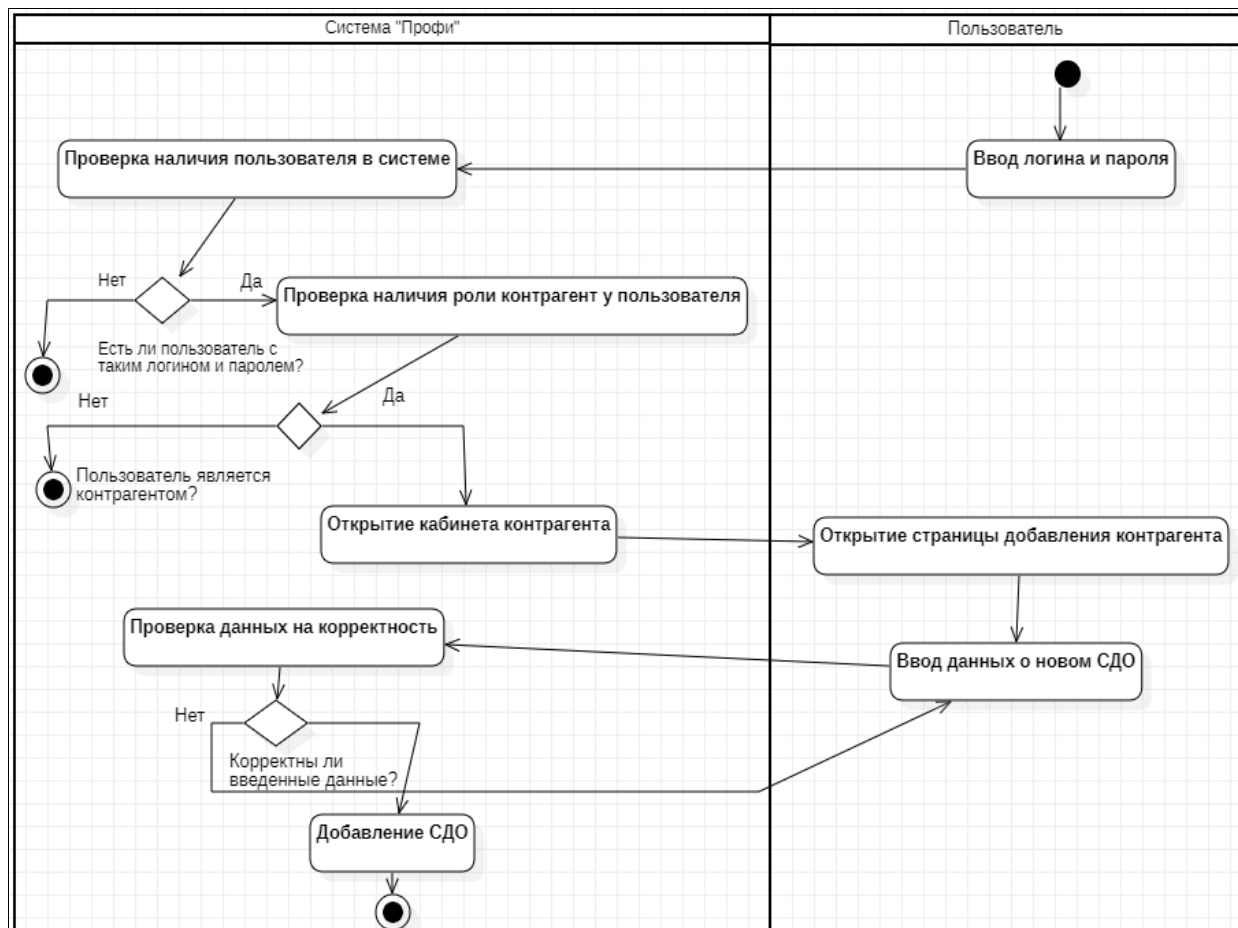 Система "Профи"
Пользователь
Проверка наличия пользователя в системе
Ввод логина и пароля
Нет
Да
Проверка наличия роли контрагент у пользователя
Есть ли пользователь с
таким логином и паролем?
Нет
Да
Пользователь является
контрагентом?
Открытие кабинета контрагента
Открытие страницы добавления контрагента
Проверка данных на корректность
Ввод данных о новом СДО
Нет
Корректны ли
введенные данные?
Добавление СДО